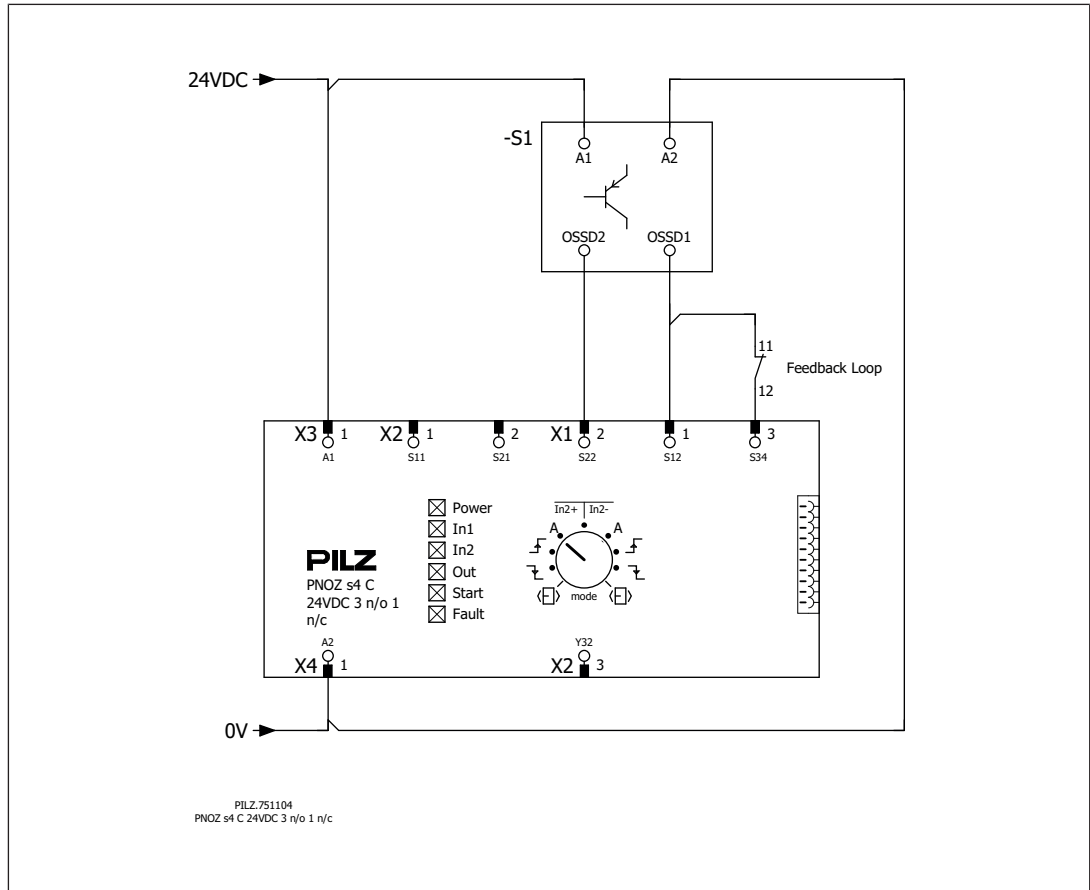 24VDC
-S1
A1 A2
OSSD2 OSSD1
11
Feedback Loop
12
X3 1 X2 1 2 X1 2 1 3
A1 S11 S21 S22 S12 S34
Power
In1
In2
Out
Start
Fault
In2+ In2-
A A
mode
PILZ
PNOZ s4 C
24VDC 3 n/o 1
n/c
A2 Y32
X4 1 X2 3
0V
PILZ.751104
PNOZ s4 C 24VDC 3 n/o 1 n/c